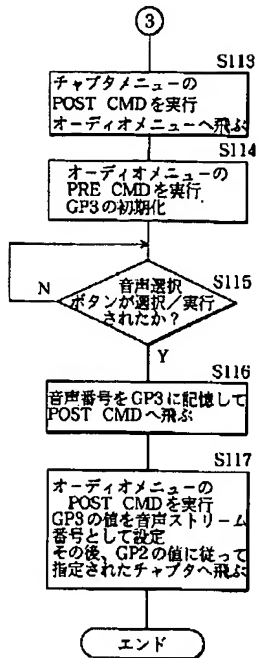 3
S113
チャプタメニューの
POST CMDを実行
オーディオメニューへ飛ぶ
S114
オーディオメニューの
PRE CMDを実行
GP3の初期化
S115
音声選択
ボタンが選択/実行
されたか?
N
Y
S116
音声番号をGP3に記憶して
POST CMDへ飛ぶ
S117
オーディオメニューの
POST CMDを実行
GP3の値を音声ストリーム
番号として設定
その後、GP2の値に従って
指定されたチャプタへ飛ぶ
エンド